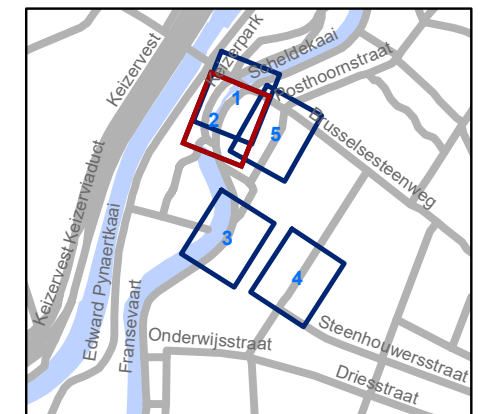 Keizervest
Keizerpark
Scheldekaai
Posthoornstraat
1
2
5
Brusselsesteenweg
Keizervest Keizerviaduct
Edward Pynaertkaai
Fransevaart
3
4
Onderwijsstraat
Steenhouwersstraat
Driesstraat